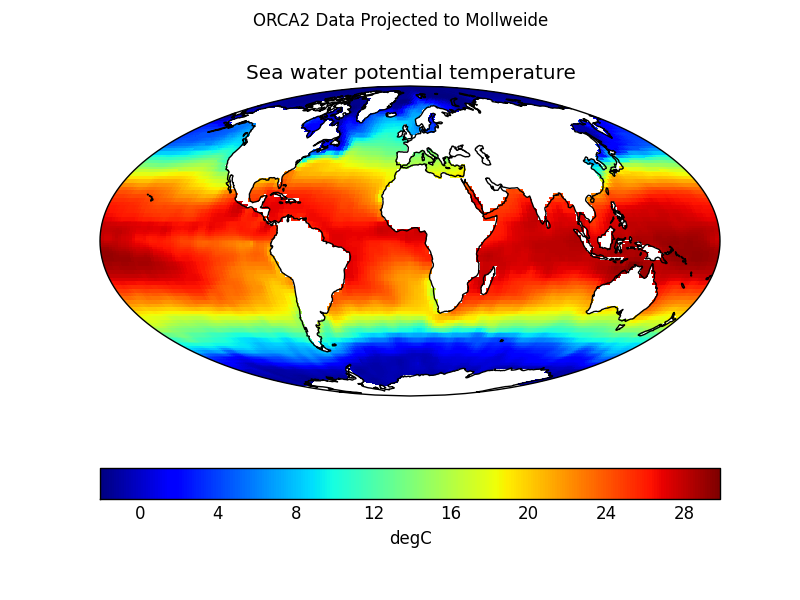 ORCA2 Data Projected to Mollweide
Sea water potential temperature
0 4 8 12 16 20 24 28
degC